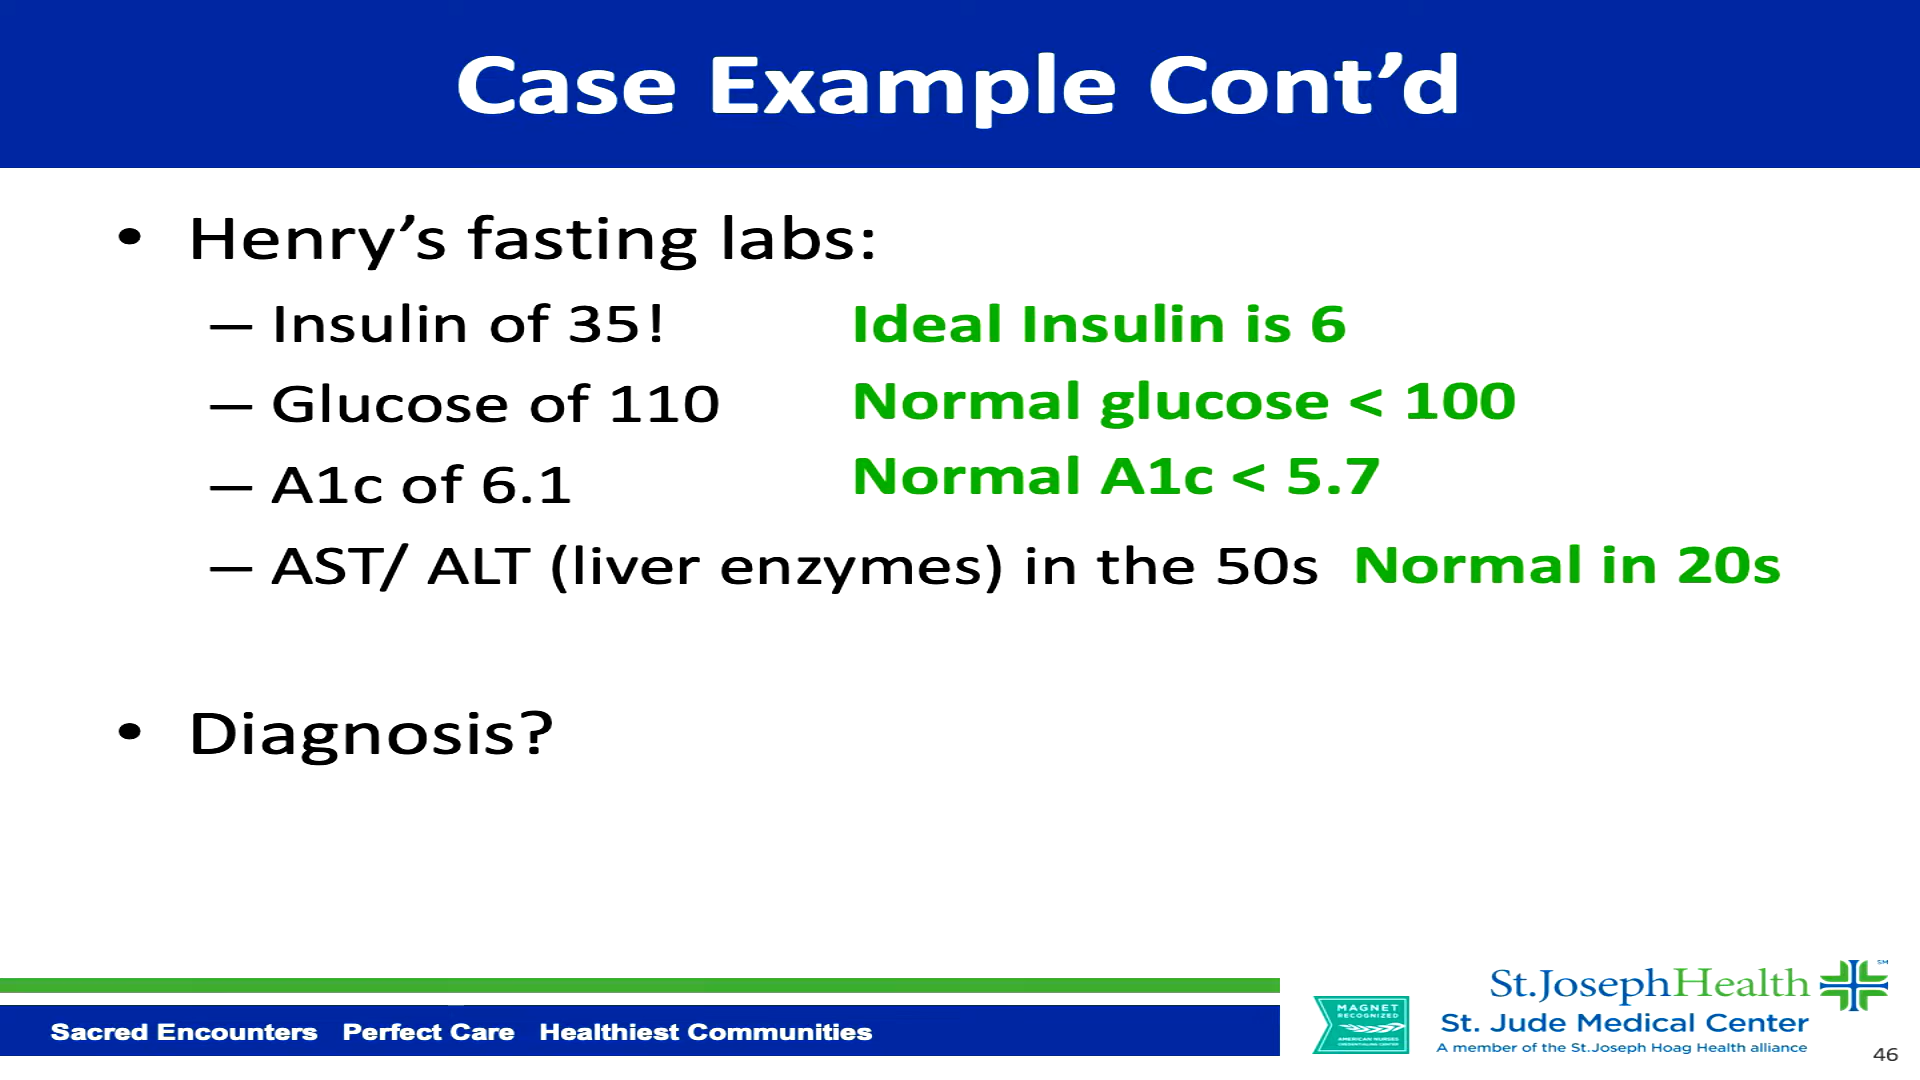 Case Example Cont’d
• Henry’s fasting labs:
– Insulin of 35! Ideal Insulin is 6
– Glucose of 110 Normal glucose < 100
– A1c of 6.1 Normal A1c < 5.7
– AST/ ALT (liver enzymes) in the 50s Normal in 20s
• Diagnosis?
Sacred Encounters Perfect Care Healthiest Communities
MAGNET
RECOGNIZED
AMERICAN NURSES
CREDENTIALING CENTER
St.JosephHealth SM
St. Jude Medical Center
A member of the St.Joseph Hoag Health alliance
46